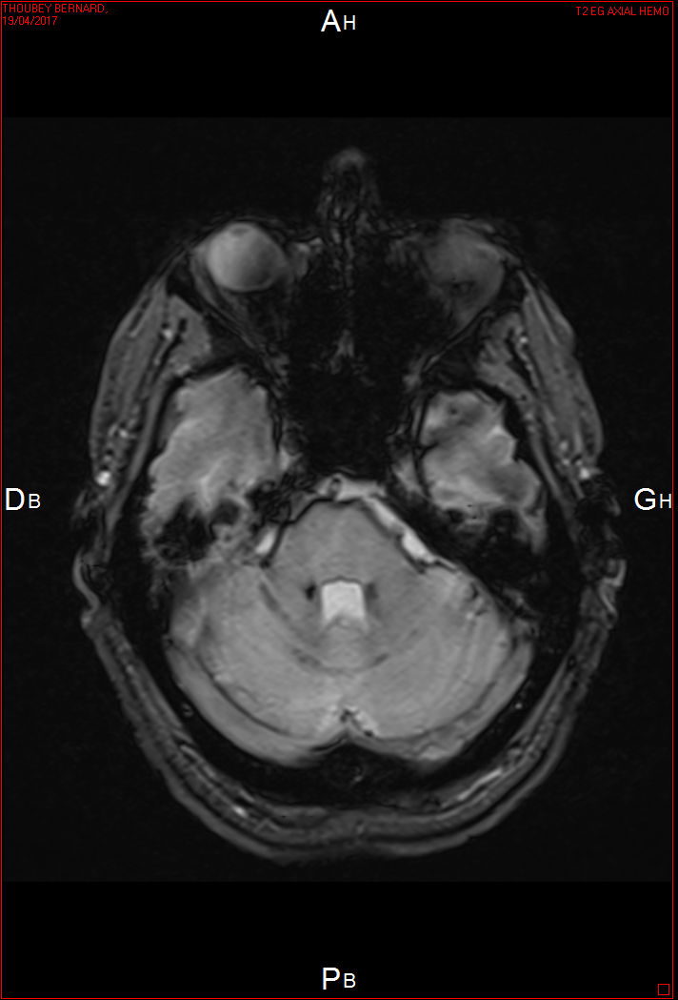 THOUBEY BERNARD..
19/04/2017
T2 EG AXIAL HEMO
AH
DB
GH
PB